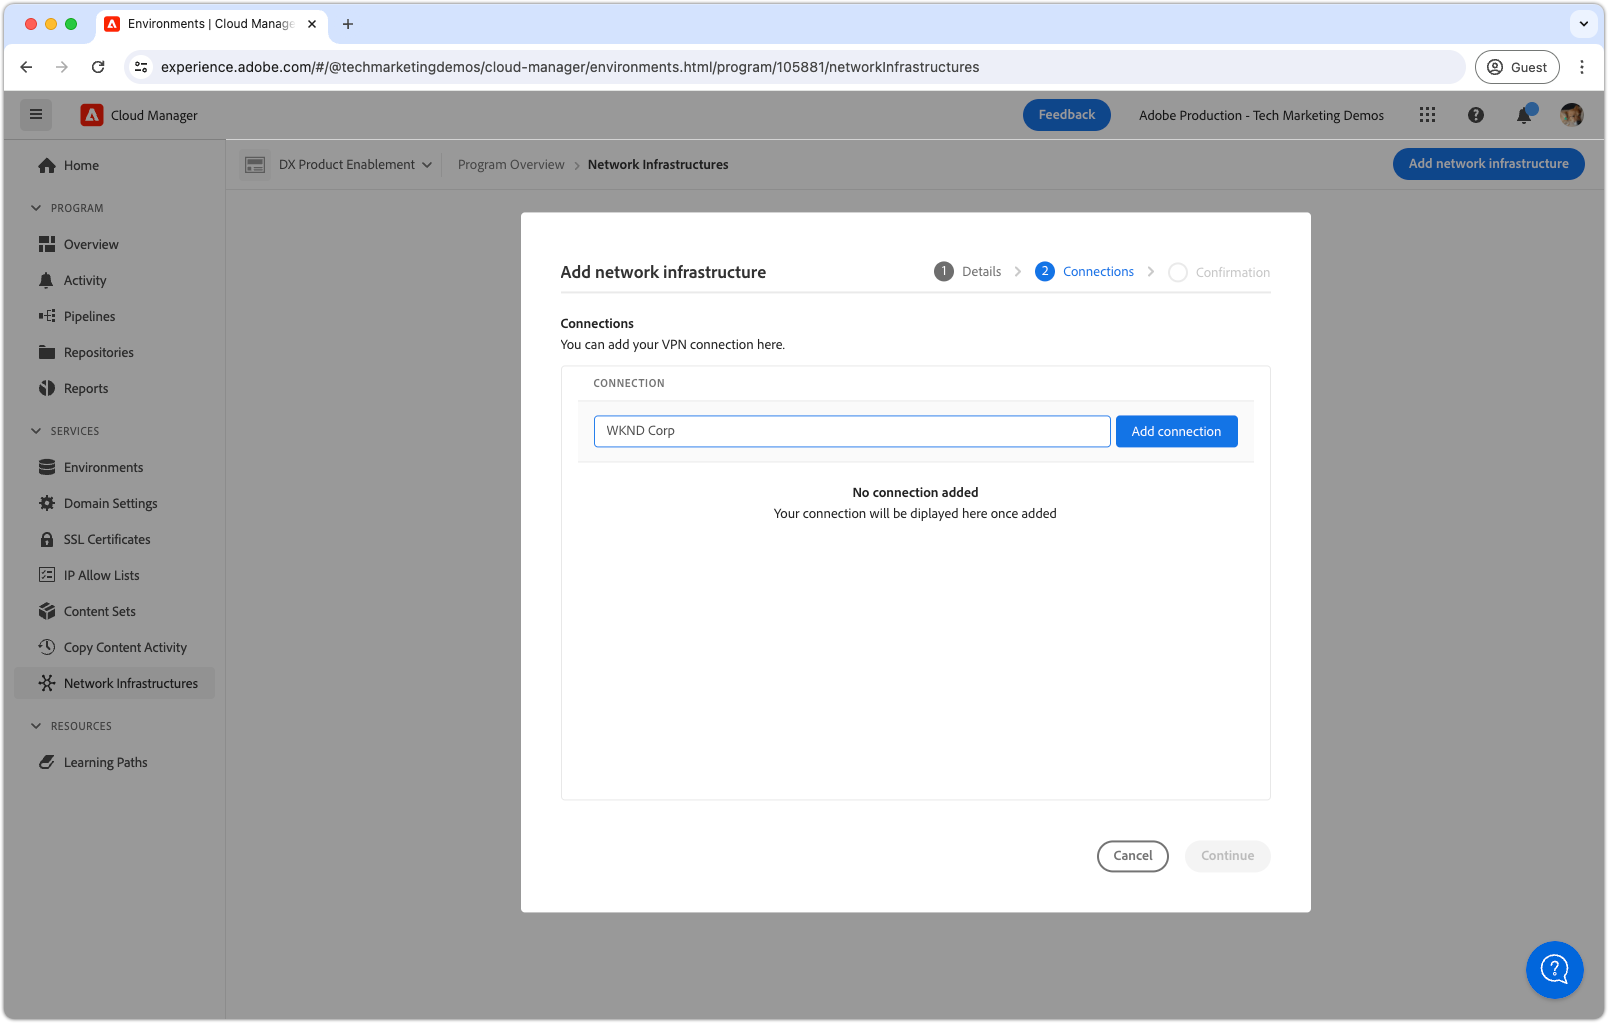 Environments | Cloud Manage
experience.adobe.com/#/@techmarketingdemos/cloud-manager/environments.html/program/105881/networkInfrastructures
Guest
Cloud Manager
Feedback
Adobe Production - Tech Marketing Demos
Home
PROGRAM
Overview
Activity
Pipelines
Repositories
Reports
SERVICES
Environments
Domain Settings
SSL Certificates
IP Allow Lists
Content Sets
Copy Content Activity
Network Infrastructures
RESOURCES
Learning Paths
DX Product Enablement
Program Overview > Network Infrastructures
Add network infrastructure
Add network infrastructure
1 Details > 2 Connections > Confirmation
Connections
You can add your VPN connection here.
CONNECTION
WKND Corp
Add connection
No connection added
Your connection will be diplayed here once added
Cancel
Continue